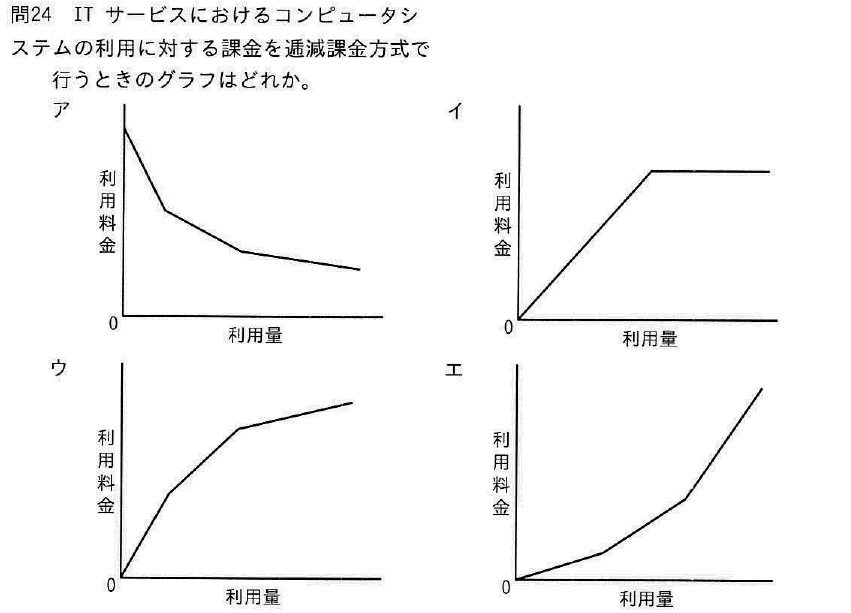 問24 IT サービスにおけるコンピュータシ
ステムの利用に対する課金を逓減課金方式で
行うときのグラフはどれか。
ア
利用料金
0
利用量
イ
利用料金
0
利用量
ウ
利用料金
0
利用量
エ
利用料金
0
利用量